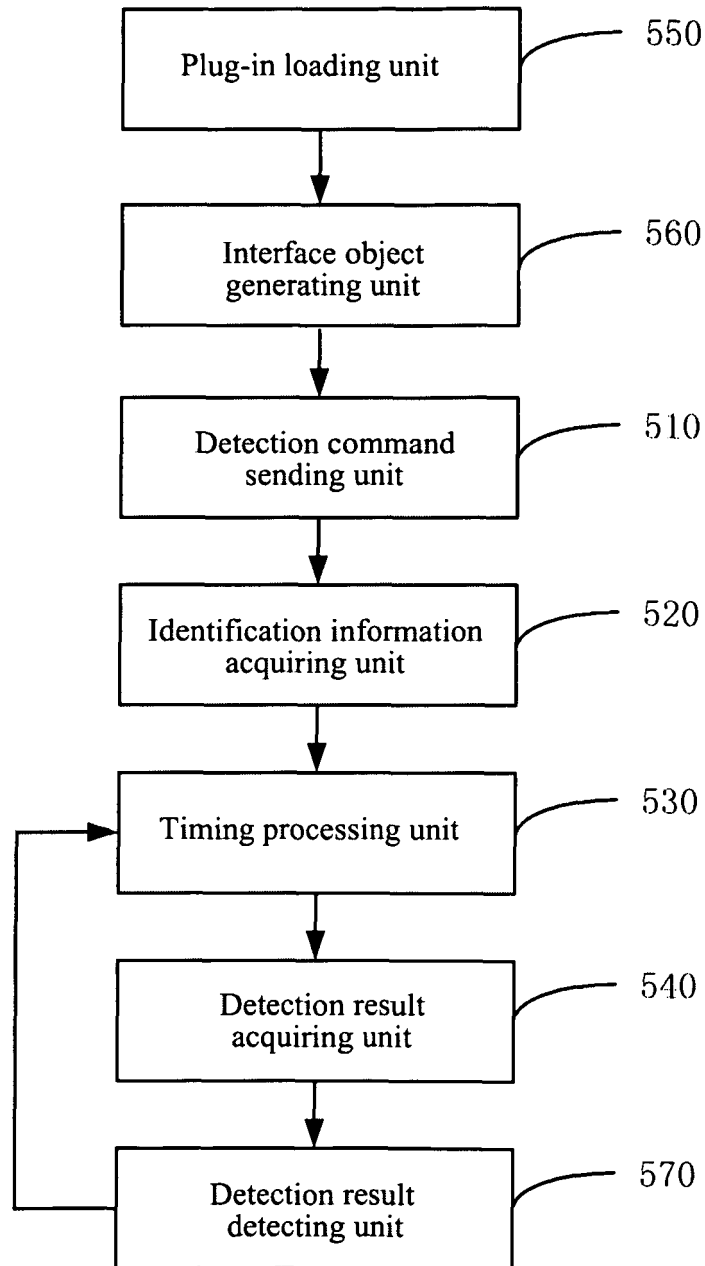 Plug-in loading unit
550
Interface object
generating unit
560
Detection command
sending unit
510
Identification information
acquiring unit
520
Timing processing unit
530
Detection result
acquiring unit
540
Detection result
detecting unit
570